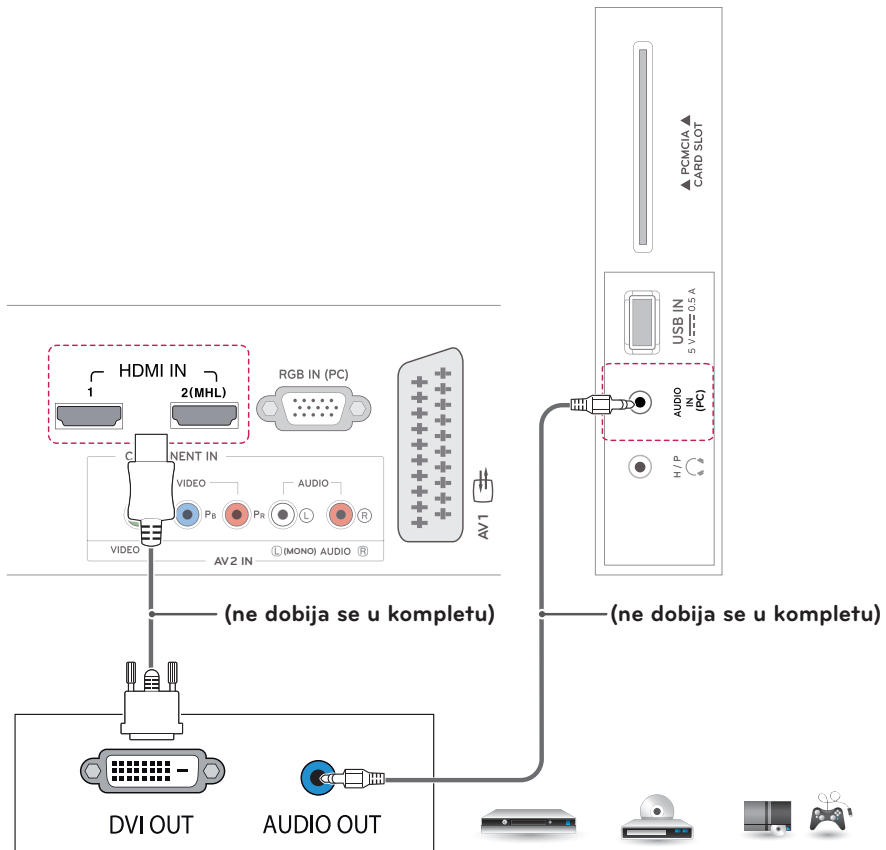 ▲ PCMCIA ▲
CARD SLOT
USB IN
5 V 0.5 A
AUDIO
IN
(PC)
H / P
HDMI IN
1
2(MHL)
RGB IN (PC)
C NENT IN
VIDEO
AUDIO
PB
PR
L
R
VIDEO
L (MONO) AUDIO R
AV2 IN
AV1
(ne dobija se u kompletu)
(ne dobija se u kompletu)
DVI OUT
AUDIO OUT